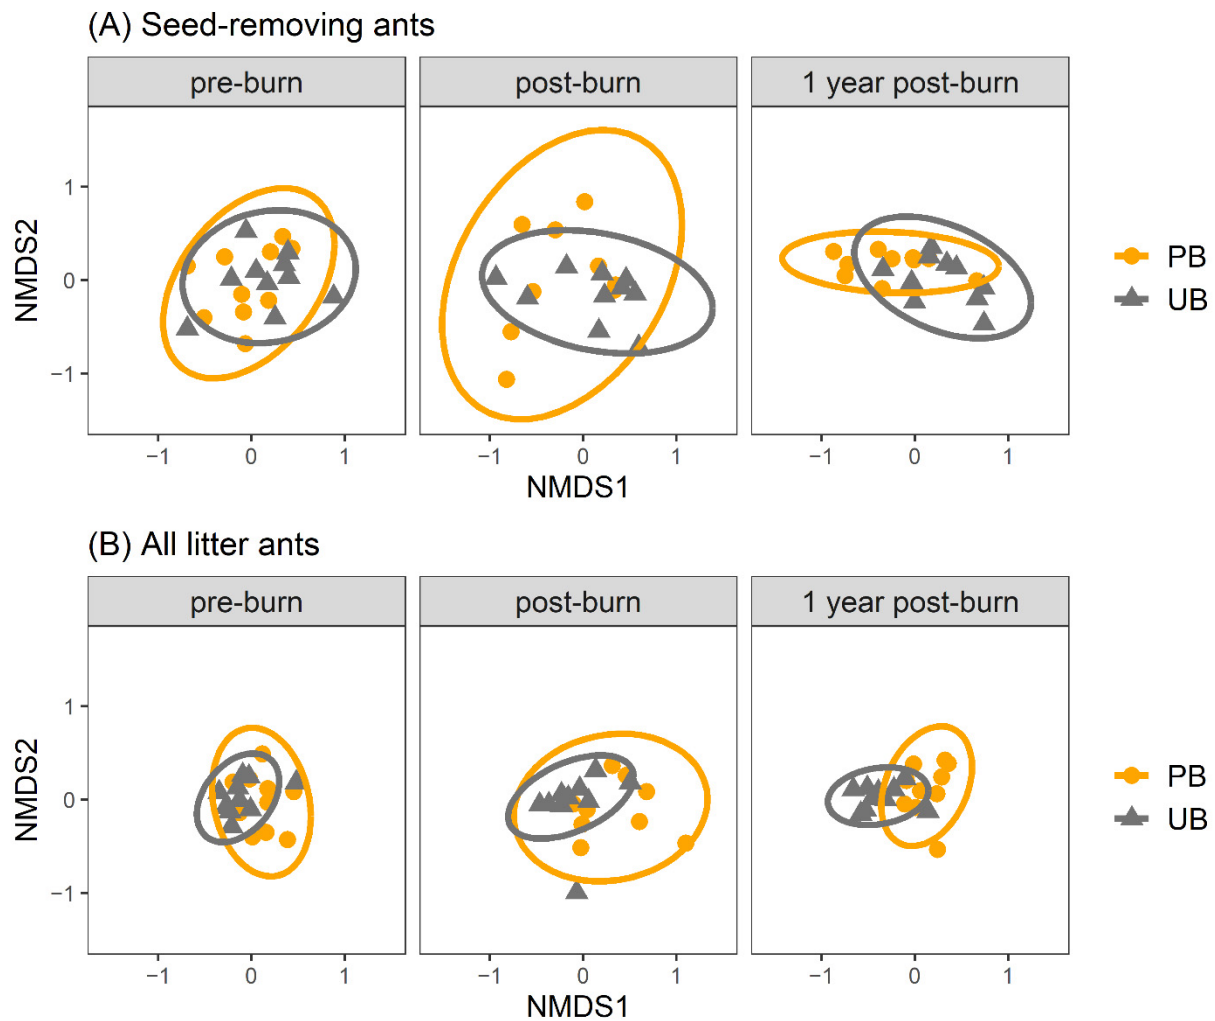 (A) Seed-removing ants
pre-burn
post-burn
1 year post-burn
NMDS2
1
0
−1
−1 0 1
−1 0 1
−1 0 1
NMDS1
PB
UB
(B) All litter ants
pre-burn
post-burn
1 year post-burn
NMDS2
1
0
−1
−1 0 1
−1 0 1
−1 0 1
NMDS1
PB
UB